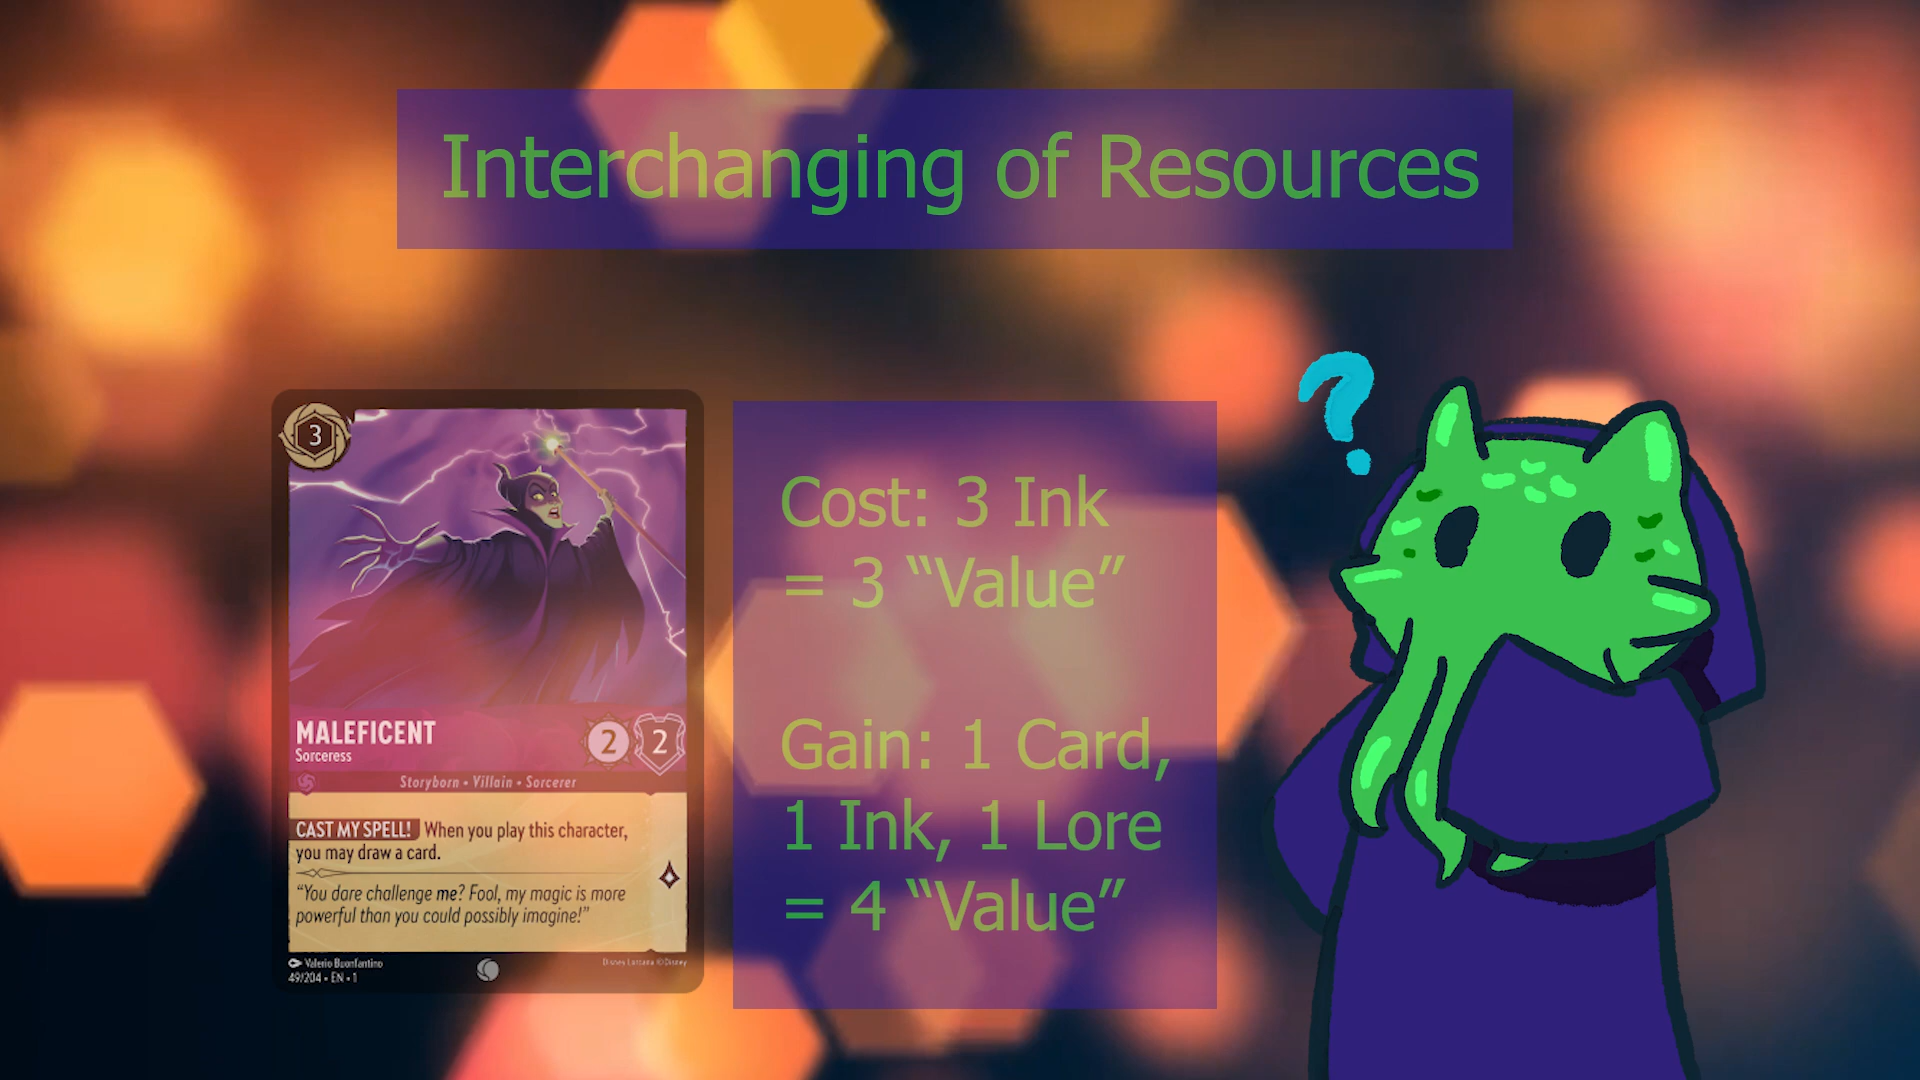 Interchanging of Resources
3
MALEFICENT
Sorceress
2 2
Storyborn • Villain • Sorcerer
CAST MY SPELL! When you play this character,
you may draw a card.
“You dare challenge me? Fool, my magic is more
powerful than you could possibly imagine!”
Valerio Buonfantino
49/204 • EN • 1
Disney Lorcana ©Disney
Cost: 3 Ink
= 3 “Value”
Gain: 1 Card,
1 Ink, 1 Lore
= 4 “Value”
?